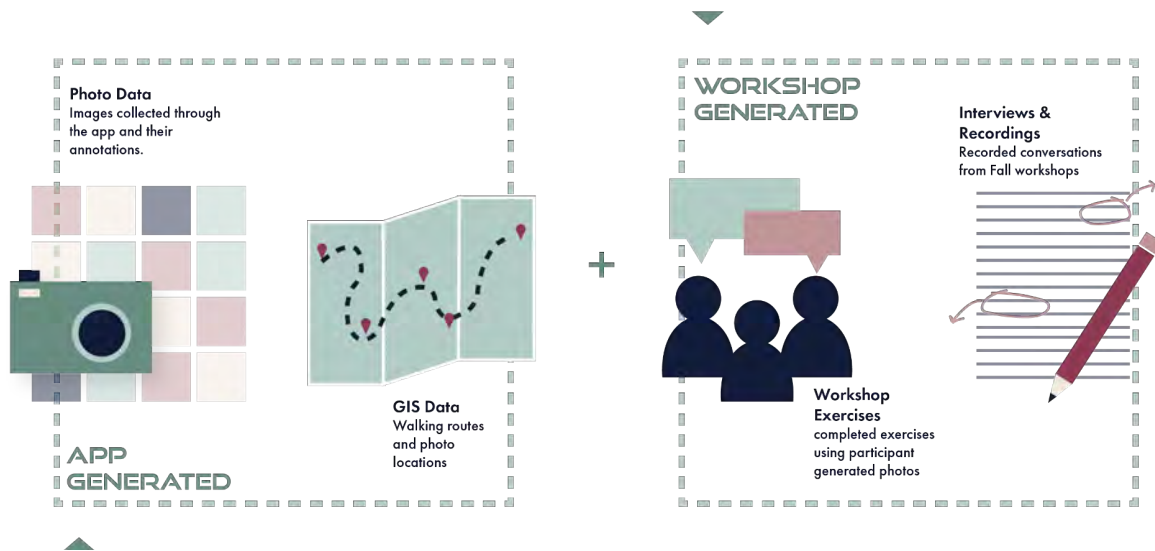 Photo Data
Images collected through
the app and their
annotations.
GIS Data
Walking routes
and photo
locations
APP
GENERATED
+
WORKSHOP
GENERATED
Interviews &
Recordings
Recorded conversations
from Fall workshops
Workshop
Exercises
completed exercises
using participant
generated photos